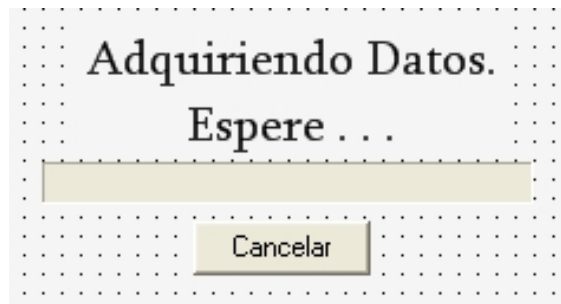 Adquiriendo Datos.
Espere . . .
Cancelar